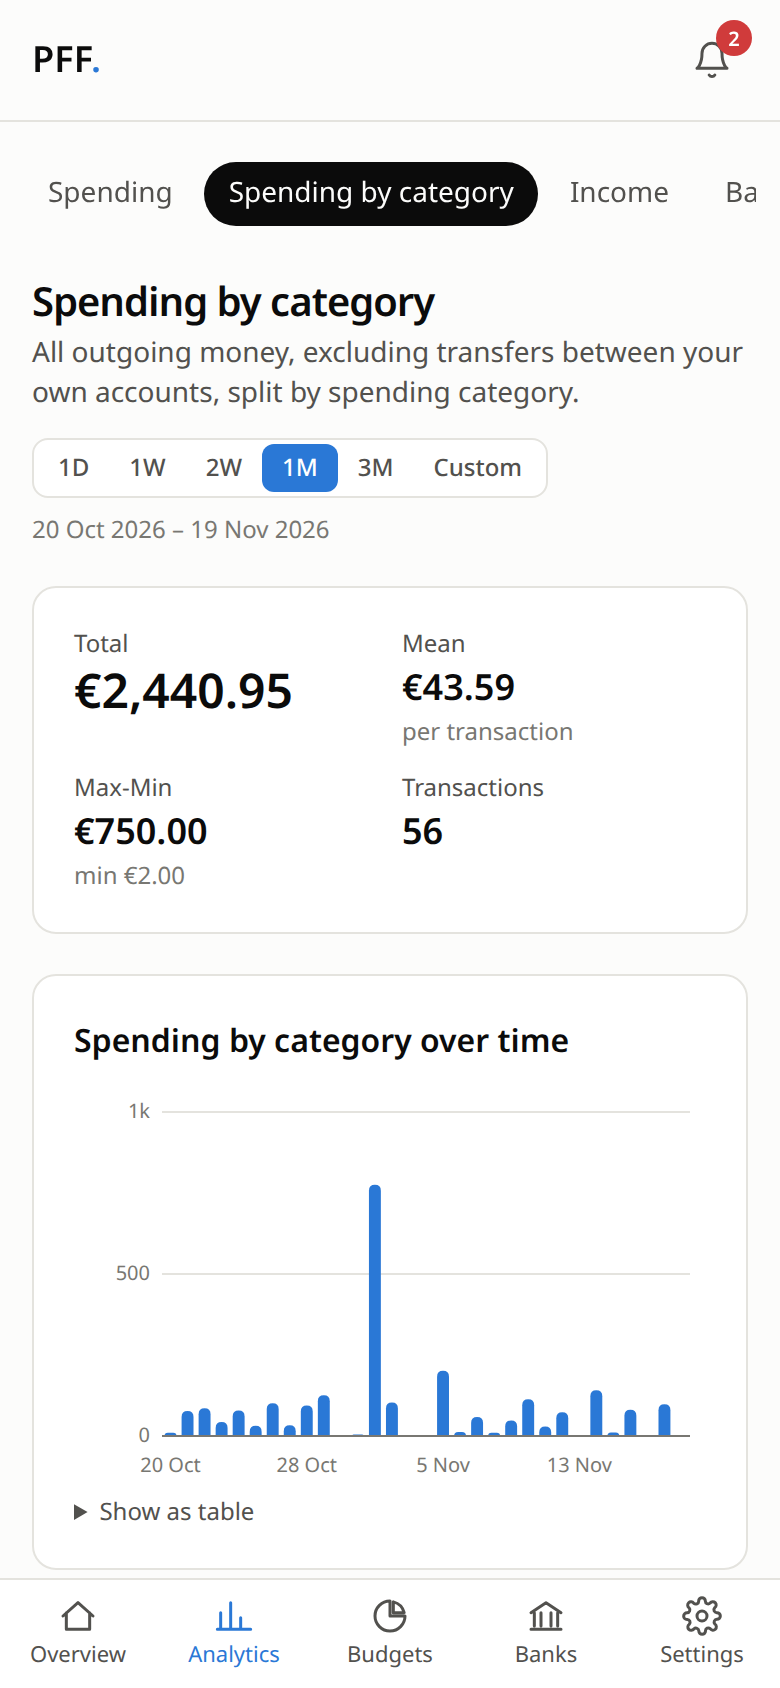 PFF.
2
Spending
Spending by category
Income
Ba
Spending by category
All outgoing money, excluding transfers between your
own accounts, split by spending category.
1D 1W 2W 1M 3M Custom
20 Oct 2026 – 19 Nov 2026
Total
€2,440.95
Mean
€43.59
per transaction
Max-Min
€750.00
min €2.00
Transactions
56
Spending by category over time
1k
500
0
20 Oct 28 Oct 5 Nov 13 Nov
Show as table
Overview Analytics Budgets Banks Settings